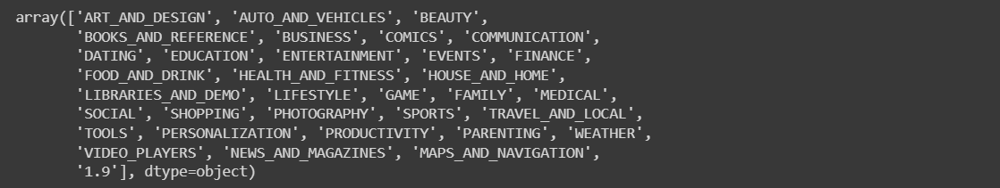 array(['ART_AND_DESIGN', 'AUTO_AND_VEHICLES', 'BEAUTY',
'BOOKS_AND_REFERENCE', 'BUSINESS', 'COMICS', 'COMMUNICATION',
'DATING', 'EDUCATION', 'ENTERTAINMENT', 'EVENTS', 'FINANCE',
'FOOD_AND_DRINK', 'HEALTH_AND_FITNESS', 'HOUSE_AND_HOME',
'LIBRARIES_AND_DEMO', 'LIFESTYLE', 'GAME', 'FAMILY', 'MEDICAL',
'SOCIAL', 'SHOPPING', 'PHOTOGRAPHY', 'SPORTS', 'TRAVEL_AND_LOCAL',
'TOOLS', 'PERSONALIZATION', 'PRODUCTIVITY', 'PARENTING', 'WEATHER',
'VIDEO_PLAYERS', 'NEWS_AND_MAGAZINES', 'MAPS_AND_NAVIGATION',
'1.9'], dtype=object)